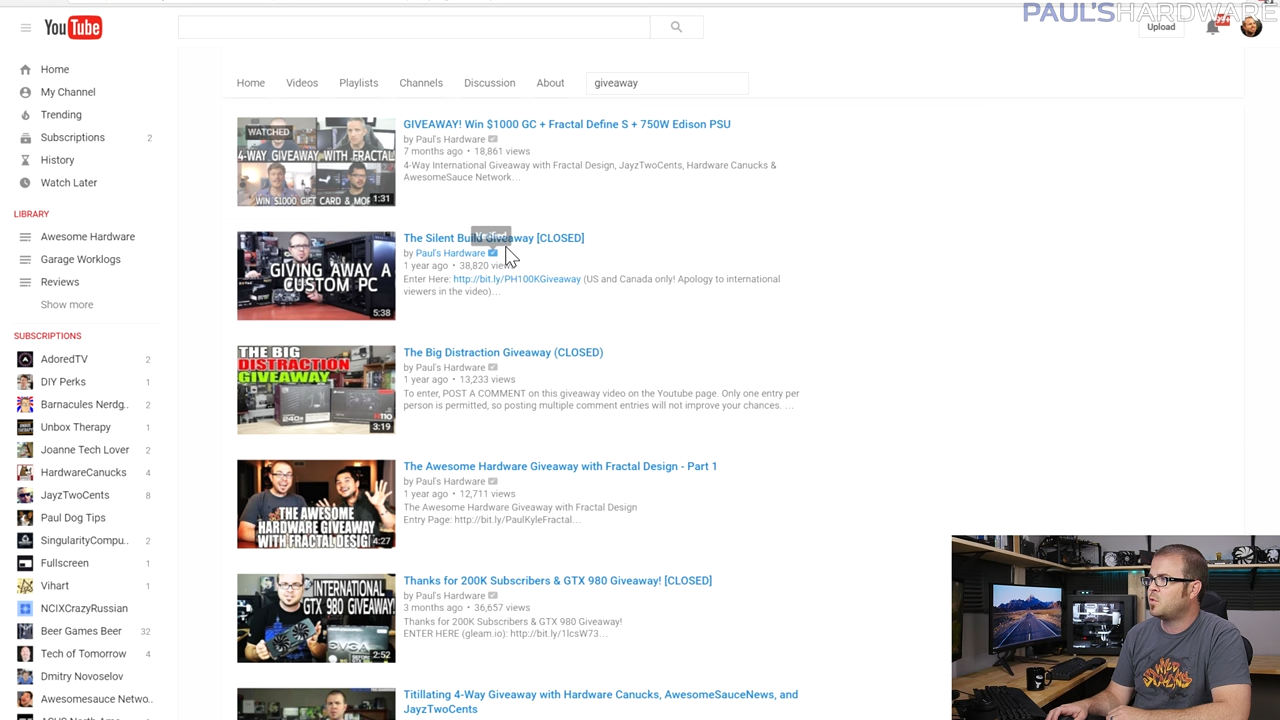 PAUL'SHARDWARE
YouTube
Upload
99+
Home
My Channel
Trending
Subscriptions 2
History
Watch Later
LIBRARY
Awesome Hardware
Garage Worklogs
Reviews
Show more
SUBSCRIPTIONS
AdoredTV 2
DIY Perks 1
Barnacules Nerdg.. 2
Unbox Therapy 1
Joanne Tech Lover 2
HardwareCanucks 4
JayzTwoCents 8
Paul Dog Tips
SingularityCompu.. 2
Fullscreen 1
Vihart 1
NCIXCrazyRussian
Beer Games Beer 32
Tech of Tomorrow 4
Dmitry Novoselov
Awesomesauce Netwo..
Home Videos Playlists Channels Discussion About giveaway
WATCHED
4-WAY GIVEAWAY WITH FRACTAL
WIN $1000 GIFT CARD & MOR
1:31
GIVEAWAY! Win $1000 GC + Fractal Define S + 750W Edison PSU
by Paul's Hardware
7 months ago • 18,861 views
4-Way International Giveaway with Fractal Design, JayzTwoCents, Hardware Canucks &
AwesomeSauce Network...
GIVING AWAY A
CUSTOM PC
5:38
Verified
The Silent Build Giveaway [CLOSED]
by Paul's Hardware
1 year ago • 38,820 views
Enter Here: http://bit.ly/PH100KGiveaway (US and Canada only! Apology to international
viewers in the video)...
THE BIG
DISTRACTION
GIVEAWAY
3:19
The Big Distraction Giveaway (CLOSED)
by Paul's Hardware
1 year ago • 13,233 views
To enter, POST A COMMENT on this giveaway video on the Youtube page. Only one entry per
person is permitted, so posting multiple comment entries will not improve your chances. ...
THE AWESOME
HARDWARE GIVEAWAY
WITH FRACTAL DESIG
4:27
The Awesome Hardware Giveaway with Fractal Design - Part 1
by Paul's Hardware
1 year ago • 12,711 views
The Awesome Hardware Giveaway with Fractal Design
Entry Page: http://bit.ly/PaulKyleFractal...
INTERNATIONAL
GTX 980 GIVEAWAY
2:52
Thanks for 200K Subscribers & GTX 980 Giveaway! [CLOSED]
by Paul's Hardware
3 months ago • 36,657 views
Thanks for 200K Subscribers & GTX 980 Giveaway!
ENTER HERE (gleam.io): http://bit.ly/1lcsW73...
Titillating 4-Way Giveaway with Hardware Canucks, AwesomeSauceNews, and
JayzTwoCents